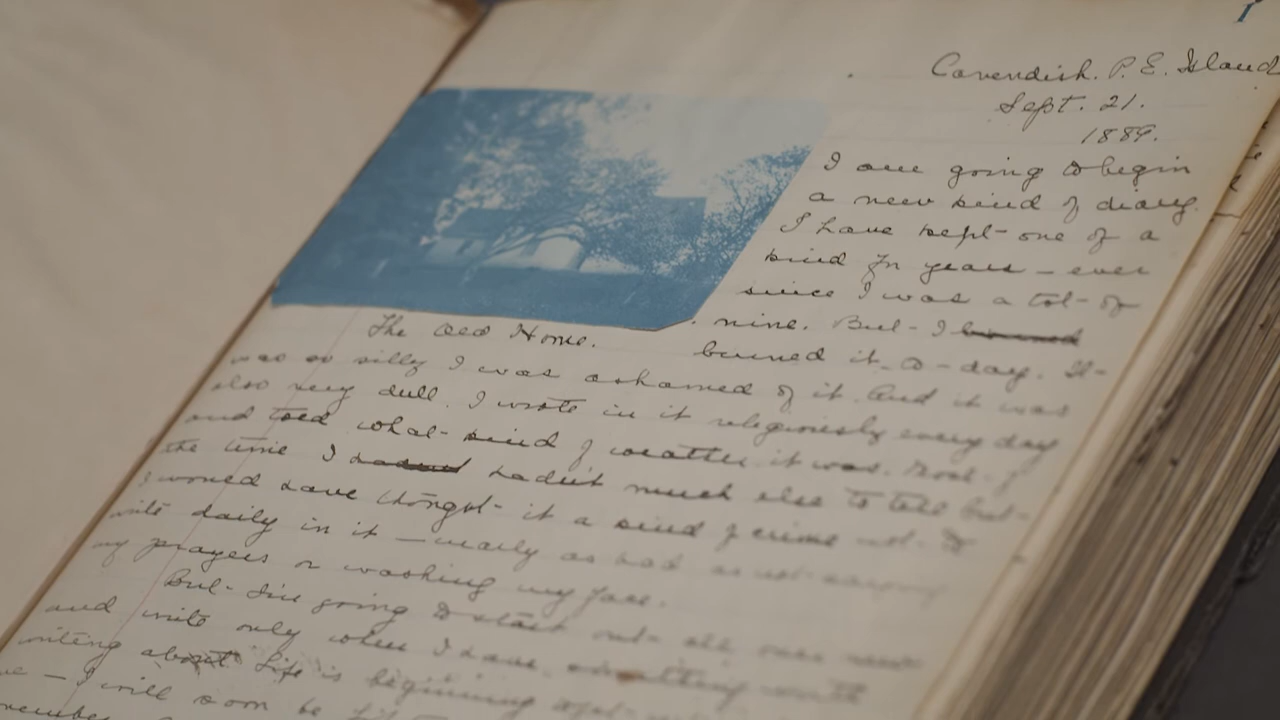 1
Cavendish. P. E. Island
Sept. 21.
1889.
I am going to begin
a new kind of diary.
I have kept one of a
kind for years – ever
since I was a tot of
nine. But I burned
The Old Home.
burned it to-day. It
was so silly I was ashamed of it. And it was
also very dull. I wrote in it religiously every day
and told what kind of weather it was. Most of
the time I hadn't hadn't much else to tell but
I would have thought it a kind of crime not to
write daily in it – nearly as bad as not saying
my prayers or washing my face.
But I'm going to start out all over new
and write only when I have something worth
writing about. Life is beginning
– I will soon be